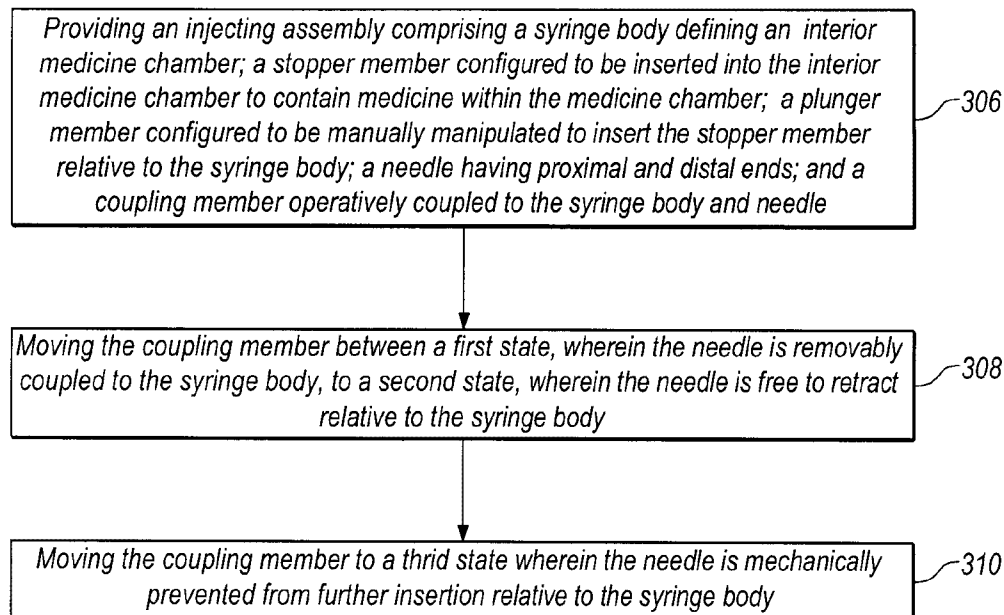 Providing an injecting assembly comprising a syringe body defining an interior
medicine chamber; a stopper member configured to be inserted into the interior
medicine chamber to contain medicine within the medicine chamber; a plunger
member configured to be manually manipulated to insert the stopper member
relative to the syringe body; a needle having proximal and distal ends; and a
coupling member operatively coupled to the syringe body and needle
306
Moving the coupling member between a first state, wherein the needle is removably
coupled to the syringe body, to a second state, wherein the needle is free to retract
relative to the syringe body
308
Moving the coupling member to a thrid state wherein the needle is mechanically
prevented from further insertion relative to the syringe body
310